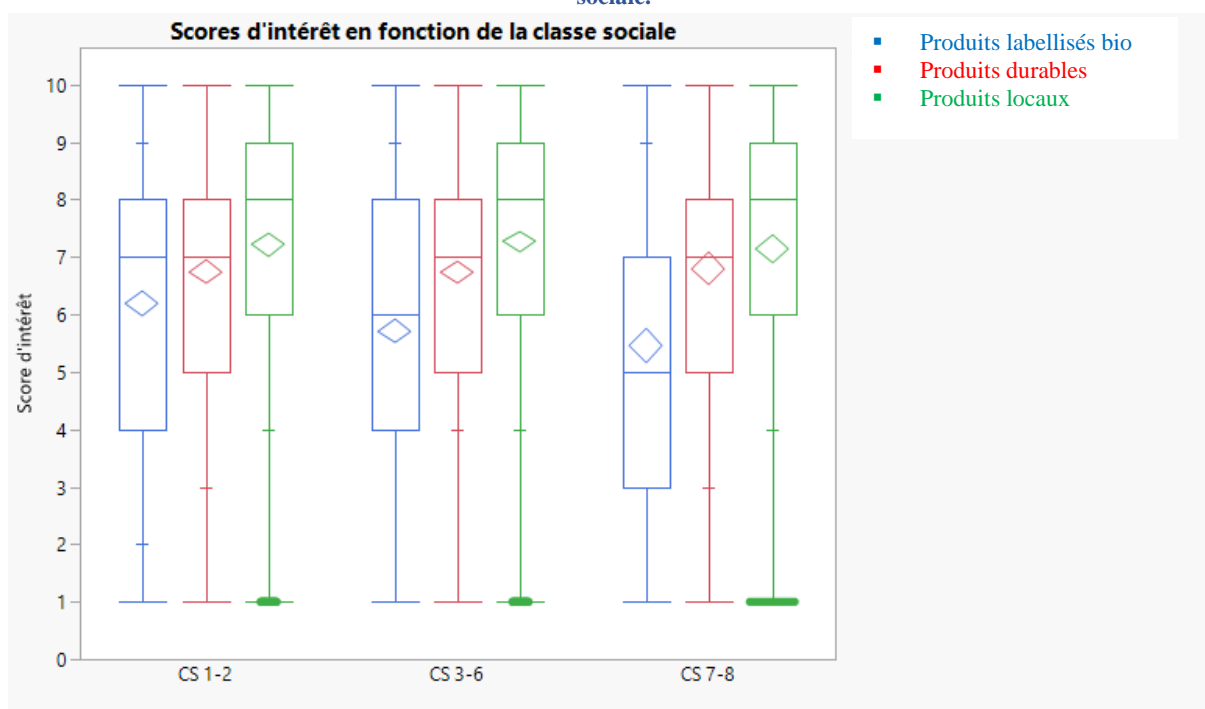 sociale.
Scores d'intérêt en fonction de la classe sociale
Produits labellisés bio
Produits durables
Produits locaux
Score d'intérêt
10
9
8
7
6
5
4
3
2
1
0
CS 1-2
CS 3-6
CS 7-8